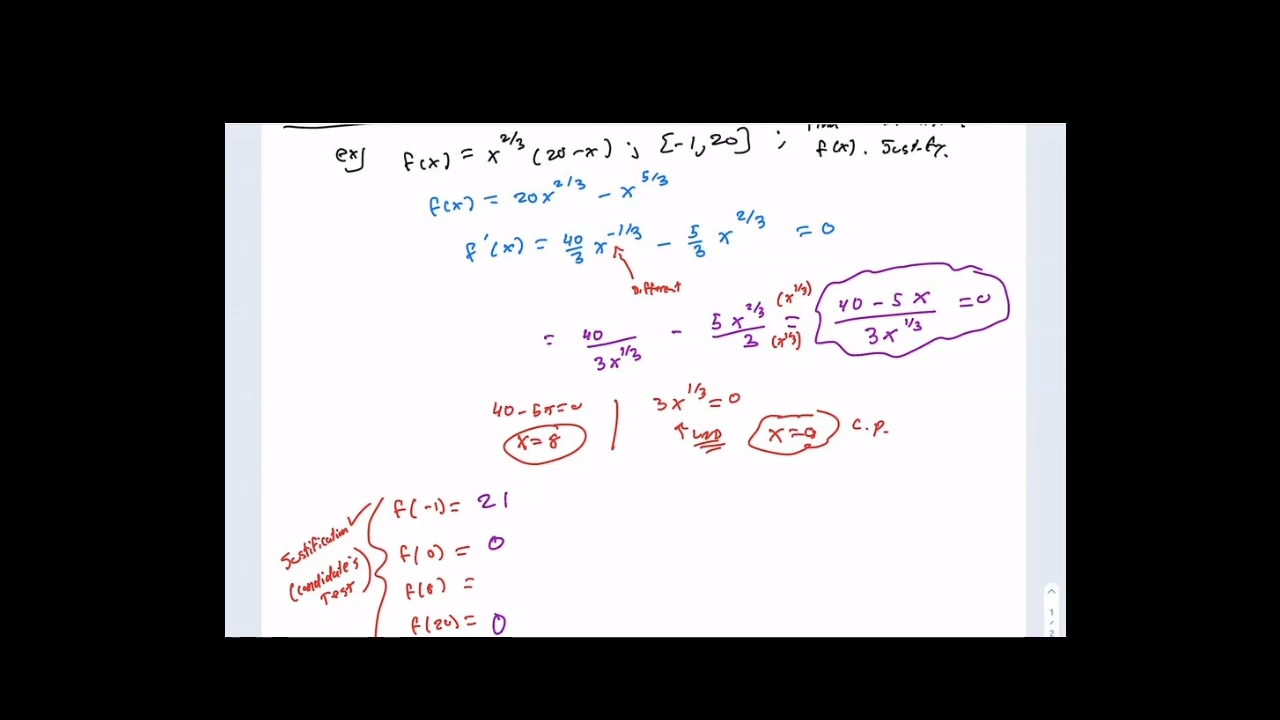 ex) f(x) = x^{2/3} (20-x) ; [-1,20] ;
f(x). Justify.
f(x) = 20x^{2/3} - x^{5/3}
f'(x) = 40/3 x^{-1/3} - 5/3 x^{2/3} = 0
Different
= 40/(3x^{1/3}) - 5x^{2/3}/3 (x^{1/3})/(x^{1/3}) = (40-5x)/(3x^{1/3}) = 0
40-5x=0 | 3x^{1/3} = 0
x=8 ↑ UND x=0 C.P.
Justification ✓
(Candidate's Test)
f(-1) = 21
f(0) = 0
f(8) =
f(20) = 0
1
/
2